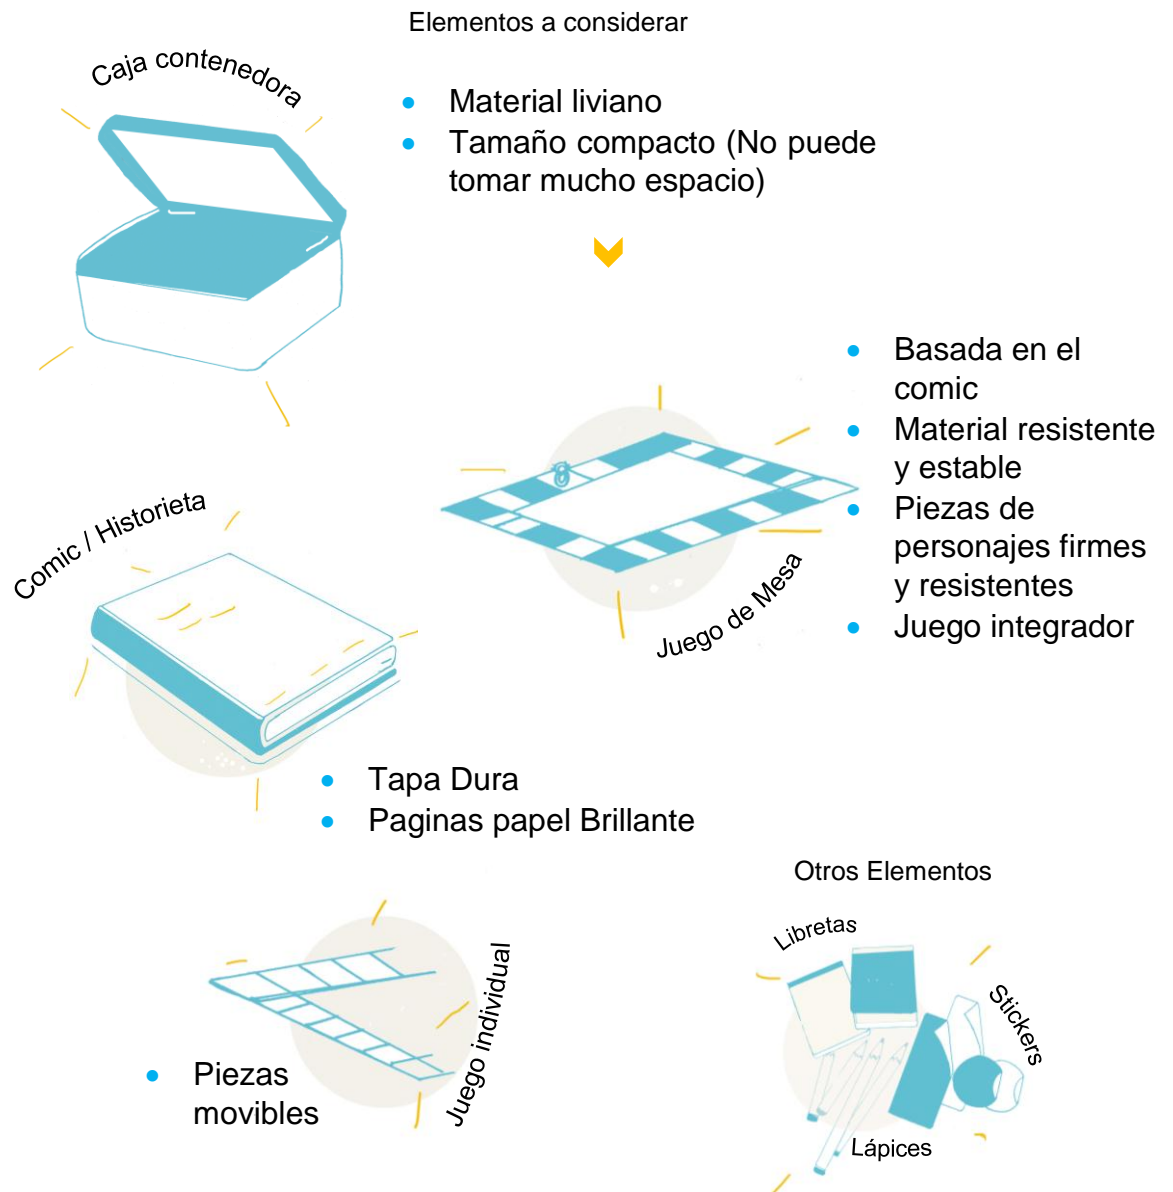 Elementos a considerar
Caja contenedora
• Material liviano
• Tamaño compacto (No puede
tomar mucho espacio)
• Basada en el
comic
• Material resistente
y estable
• Piezas de
personajes firmes
y resistentes
• Juego integrador
Juego de Mesa
Comic / Historieta
• Tapa Dura
• Paginas papel Brillante
Juego individual
• Piezas
movibles
Otros Elementos
Libretas
Stickers
Lápices